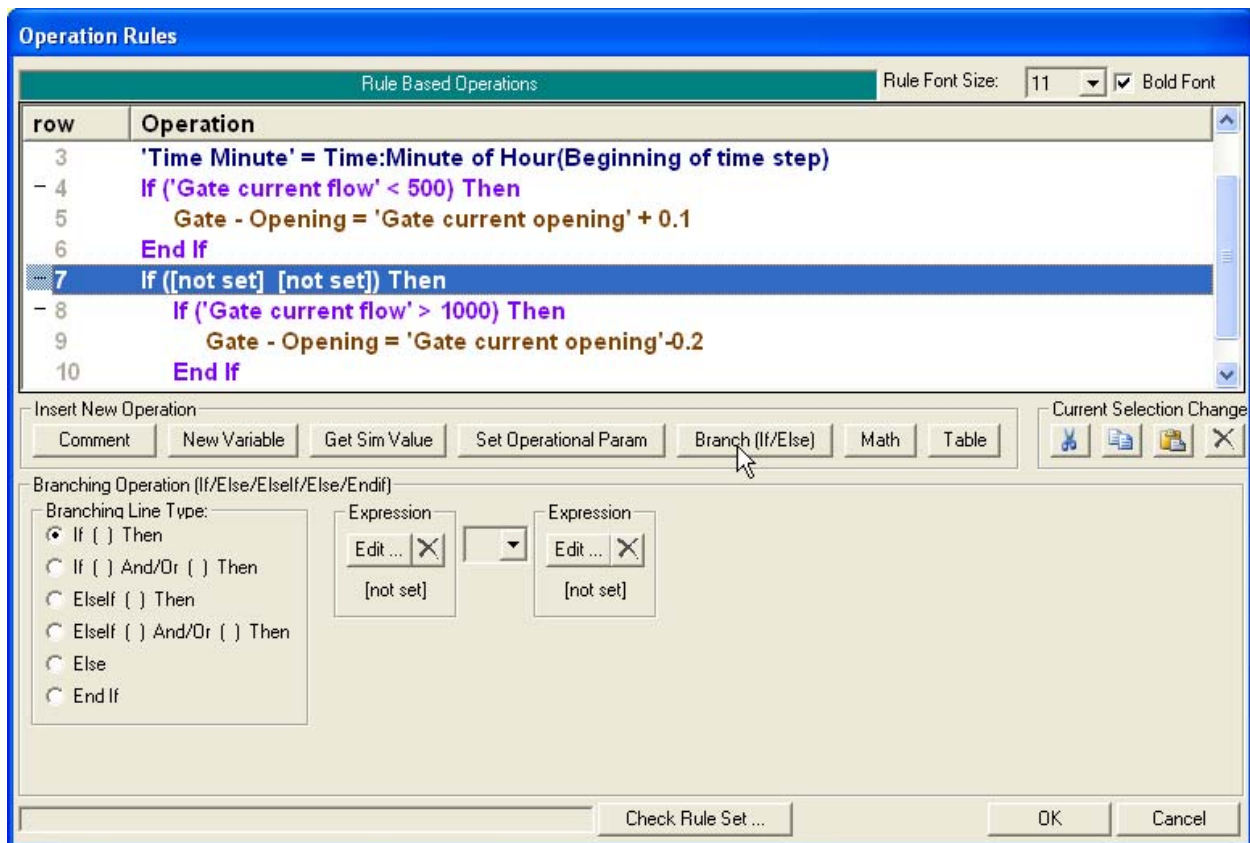 Operation Rules
Rule Based Operations Rule Font Size: 11 Bold Font
row Operation
3 'Time Minute' = Time:Minute of Hour(Beginning of time step)
4 If ('Gate current flow' < 500) Then
5 Gate - Opening = 'Gate current opening' + 0.1
6 End If
7 If ([not set] [not set]) Then
8 If ('Gate current flow' > 1000) Then
9 Gate - Opening = 'Gate current opening'-0.2
10 End If
Insert New Operation Current Selection Change
Comment New Variable Get Sim Value Set Operational Param Branch (If/Else) Math Table
Branching Operation (If/Else/ElseIf/Else/Endif)
Branching Line Type: Expression Expression
If ( ) Then Edit ... Edit ...
If ( ) And/Or ( ) Then [not set] [not set]
ElseIf ( ) Then
ElseIf ( ) And/Or ( ) Then
Else
End If
Check Rule Set ... OK Cancel